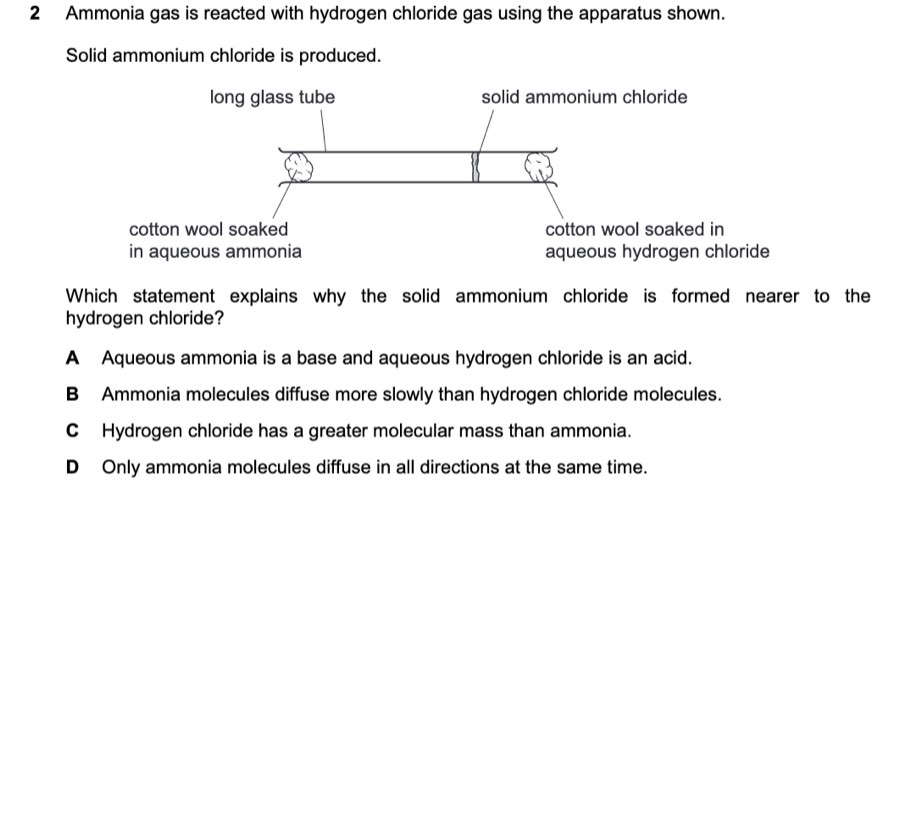 2 Ammonia gas is reacted with hydrogen chloride gas using the apparatus shown.
Solid ammonium chloride is produced.
long glass tube
solid ammonium chloride
cotton wool soaked
in aqueous ammonia
cotton wool soaked in
aqueous hydrogen chloride
Which statement explains why the solid ammonium chloride is formed nearer to the
hydrogen chloride?
A Aqueous ammonia is a base and aqueous hydrogen chloride is an acid.
B Ammonia molecules diffuse more slowly than hydrogen chloride molecules.
C Hydrogen chloride has a greater molecular mass than ammonia.
D Only ammonia molecules diffuse in all directions at the same time.